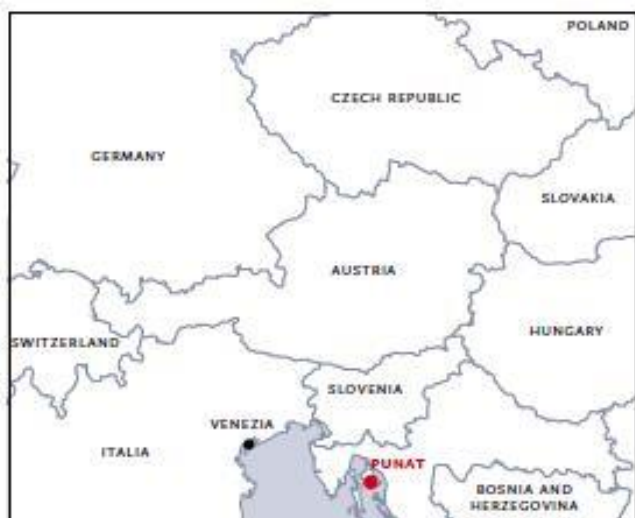 POLAND
CZECH REPUBLIC
GERMANY
SLOVAKIA
AUSTRIA
HUNGARY
SWITZERLAND
SLOVENIA
VENEZIA
ITALIA
PUNAT
BOSNIA AND
HERZEGOVINA